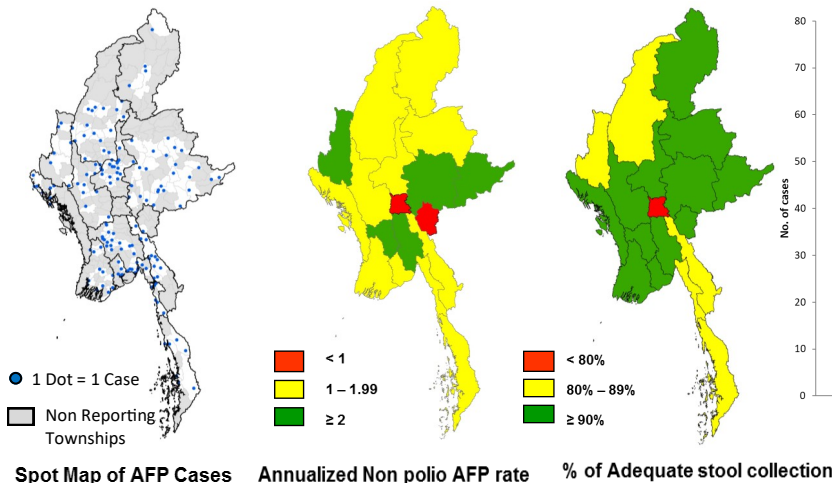 1 Dot = 1 Case
Non Reporting
Townships
Spot Map of AFP Cases
< 1
1 – 1.99
≥ 2
Annualized Non polio AFP rate
< 80%
80% – 89%
≥ 90%
% of Adequate stool collection
No. of cases
80
70
60
50
40
30
20
10
0